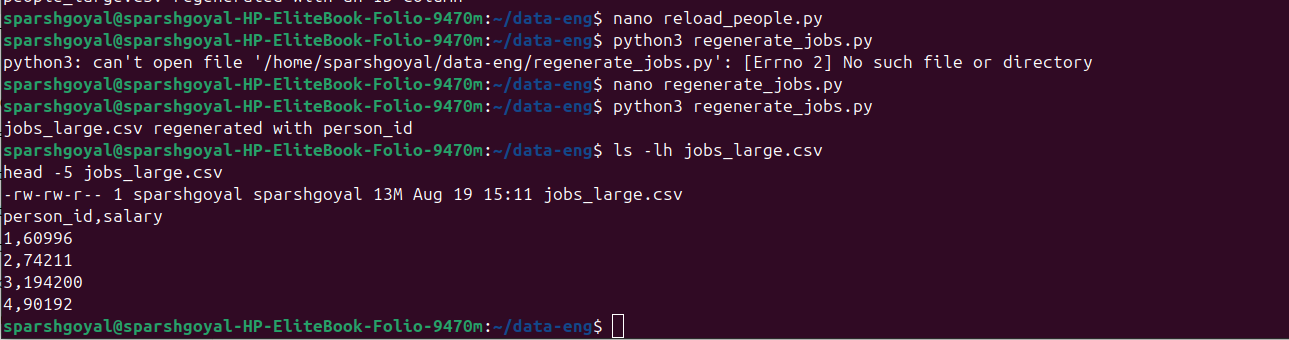 people_large.csv regenerated with an ID column
sparshgoyal@sparshgoyal-HP-EliteBook-Folio-9470m:~/data-eng$ nano reload_people.py
sparshgoyal@sparshgoyal-HP-EliteBook-Folio-9470m:~/data-eng$ python3 regenerate_jobs.py
python3: can't open file '/home/sparshgoyal/data-eng/regenerate_jobs.py': [Errno 2] No such file or directory
sparshgoyal@sparshgoyal-HP-EliteBook-Folio-9470m:~/data-eng$ nano regenerate_jobs.py
sparshgoyal@sparshgoyal-HP-EliteBook-Folio-9470m:~/data-eng$ python3 regenerate_jobs.py
jobs_large.csv regenerated with person_id
sparshgoyal@sparshgoyal-HP-EliteBook-Folio-9470m:~/data-eng$ ls -lh jobs_large.csv
head -5 jobs_large.csv
-rw-rw-r-- 1 sparshgoyal sparshgoyal 13M Aug 19 15:11 jobs_large.csv
person_id,salary
1,60996
2,74211
3,194200
4,90192
sparshgoyal@sparshgoyal-HP-EliteBook-Folio-9470m:~/data-eng$